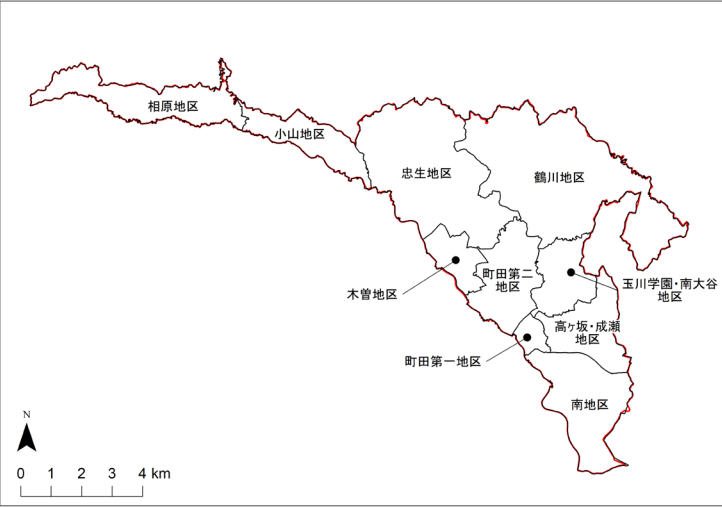 相原地区
小山地区
忠生地区
鶴川地区
町田第二
地区
玉川学園・南大谷
地区
木曽地区
高ヶ坂・成瀬
地区
町田第一地区
南地区
N
0 1 2 3 4 km